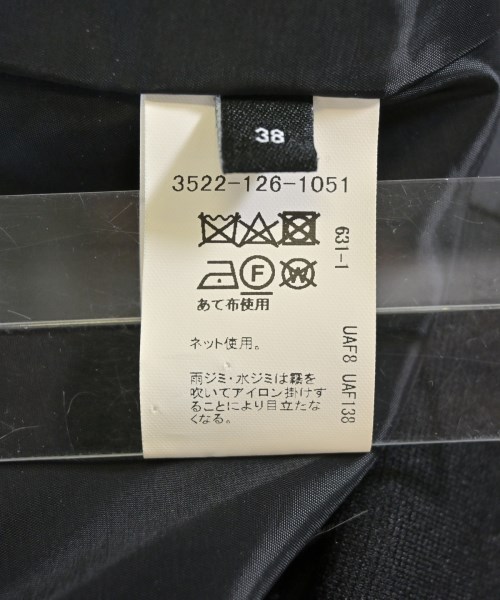 38
3522-126-1051
F W
あて布使用
ネット使用。
雨ジミ・水ジミは霧を
吹いてアイロン掛けす
ることにより目立たな
くなる。
631-1
UAF8 UAF138